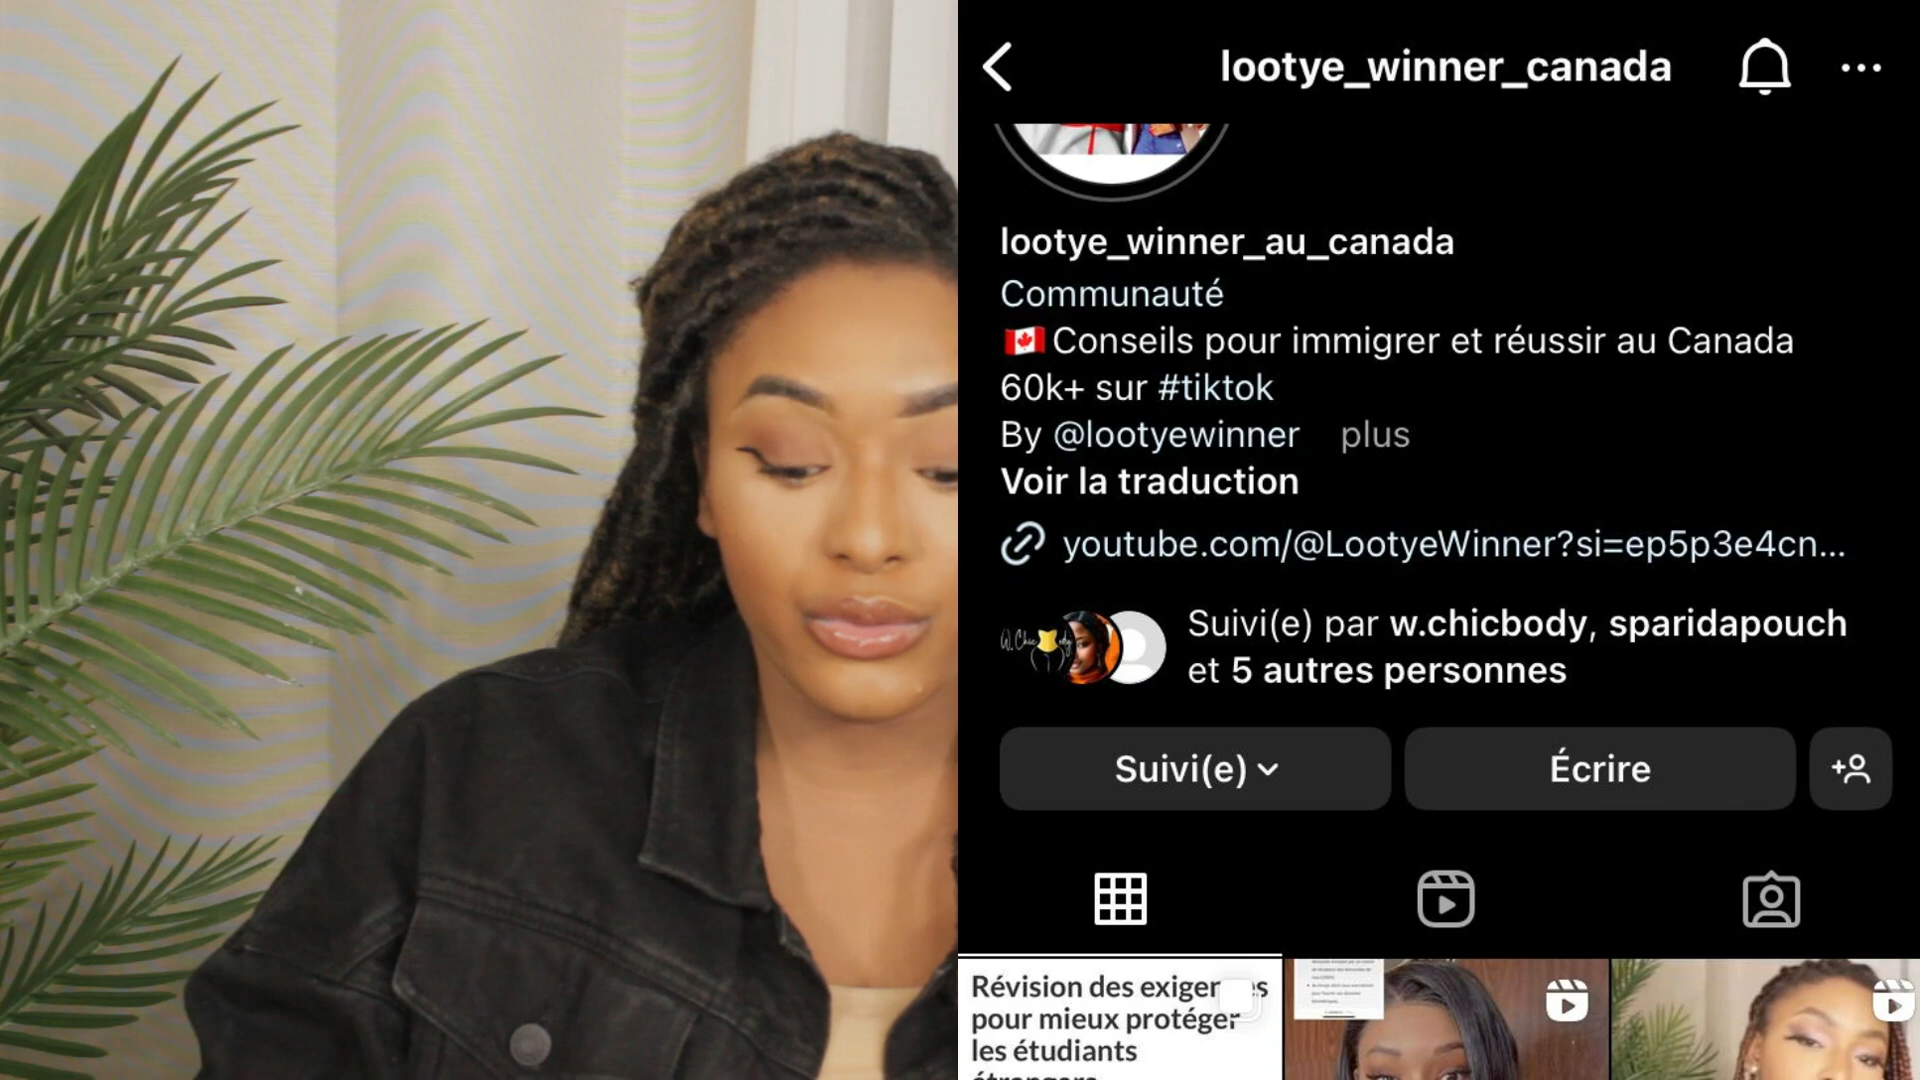 lootye_winner_canada
lootye_winner_au_canada
Communauté
🇨🇦Conseils pour immigrer et réussir au Canada
60k+ sur #tiktok
By @lootyewinner plus
Voir la traduction
youtube.com/@LootyeWinner?si=ep5p3e4cn...
Suivi(e) par w.chicbody, sparidapouch
et 5 autres personnes
Suivi(e)
Écrire
Révision des
pour mieux protéger
les étudiants